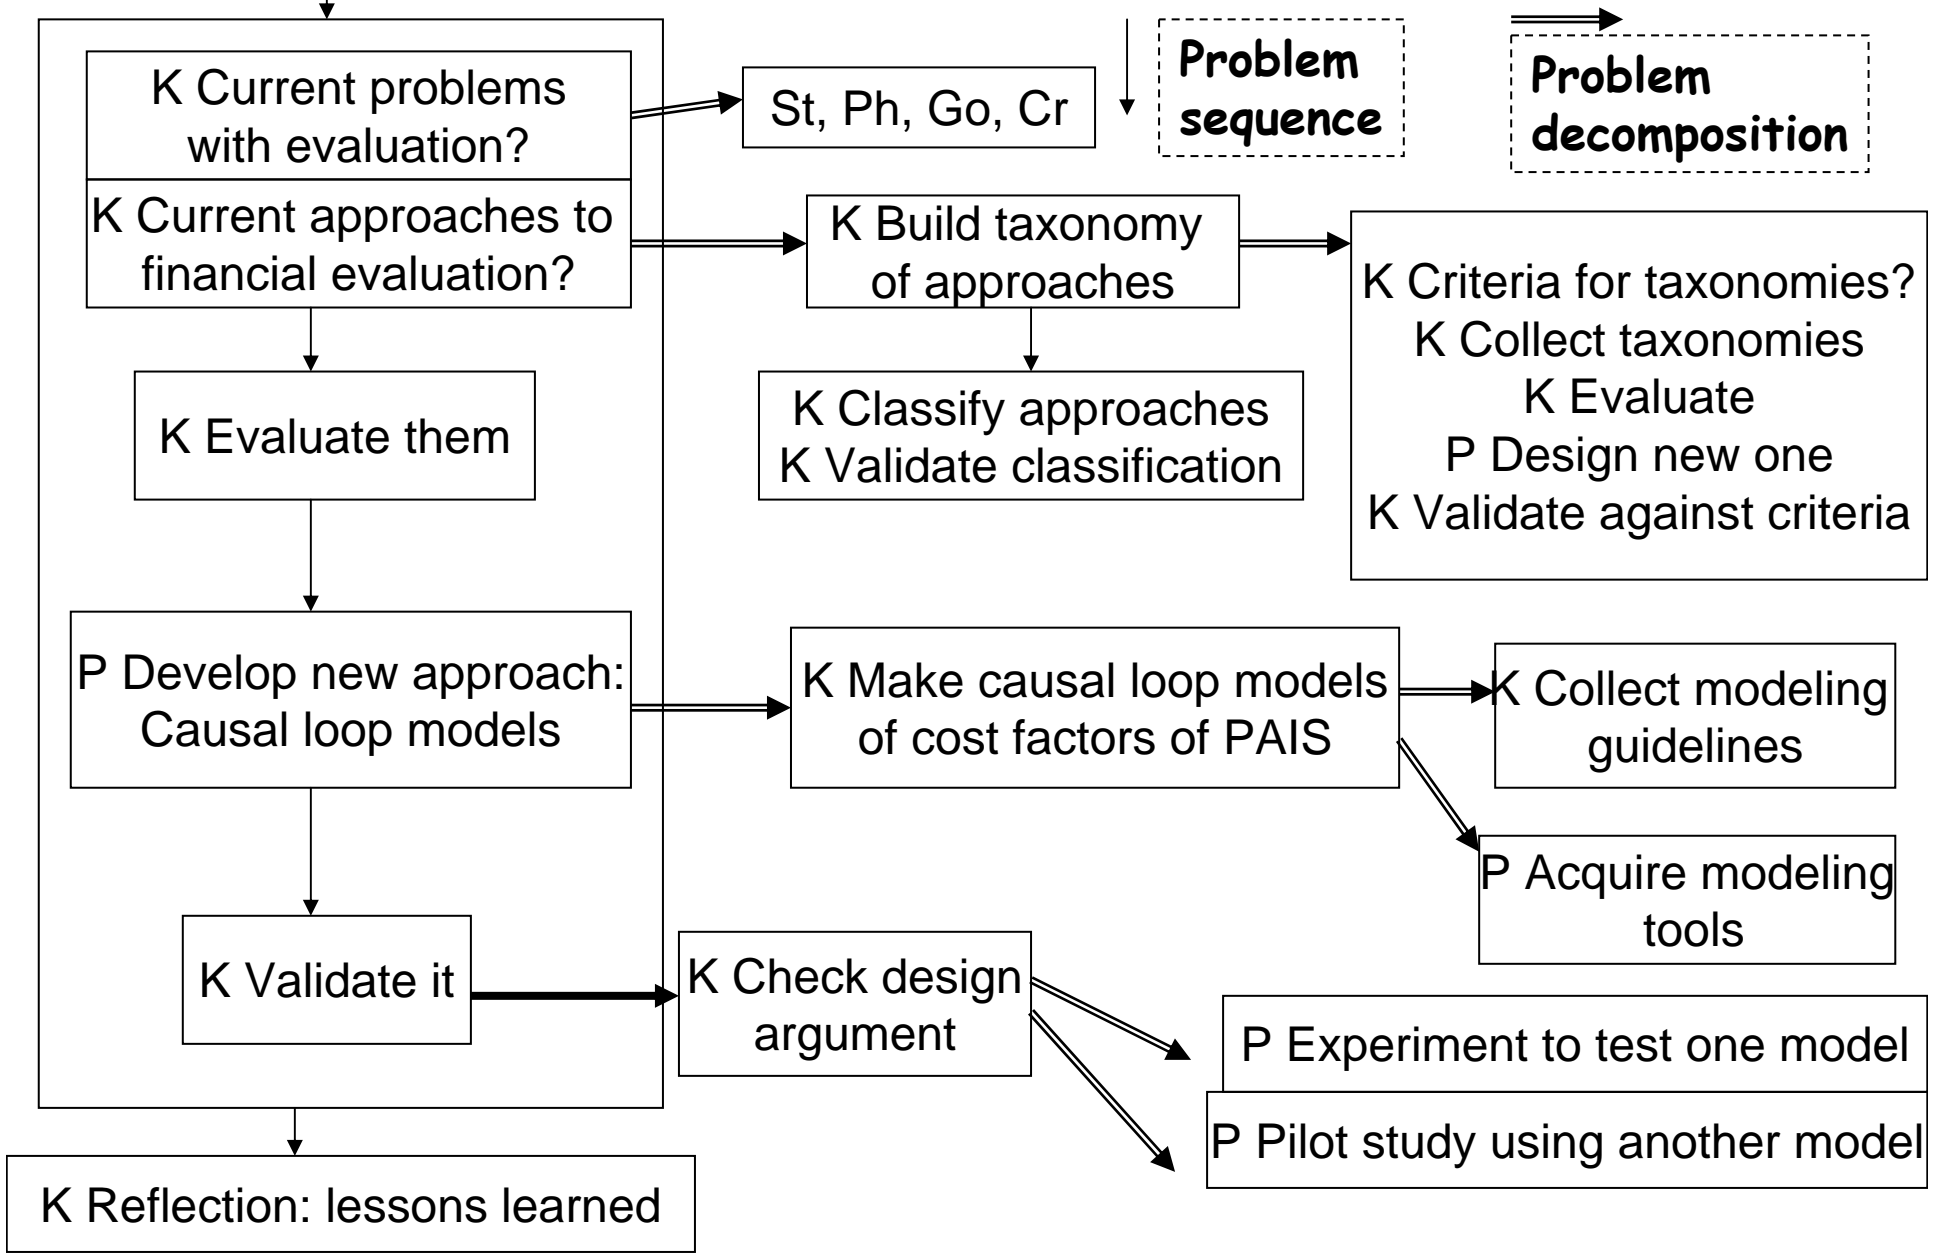 K Current problems
with evaluation?
St, Ph, Go, Cr
Problem
sequence
Problem
decomposition
K Current approaches to
financial evaluation?
K Build taxonomy
of approaches
K Criteria for taxonomies?
K Collect taxonomies
K Evaluate
P Design new one
K Validate against criteria
K Evaluate them
K Classify approaches
K Validate classification
P Develop new approach:
Causal loop models
K Make causal loop models
of cost factors of PAIS
K Collect modeling
guidelines
P Acquire modeling
tools
K Validate it
K Check design
argument
P Experiment to test one model
P Pilot study using another model
K Reflection: lessons learned